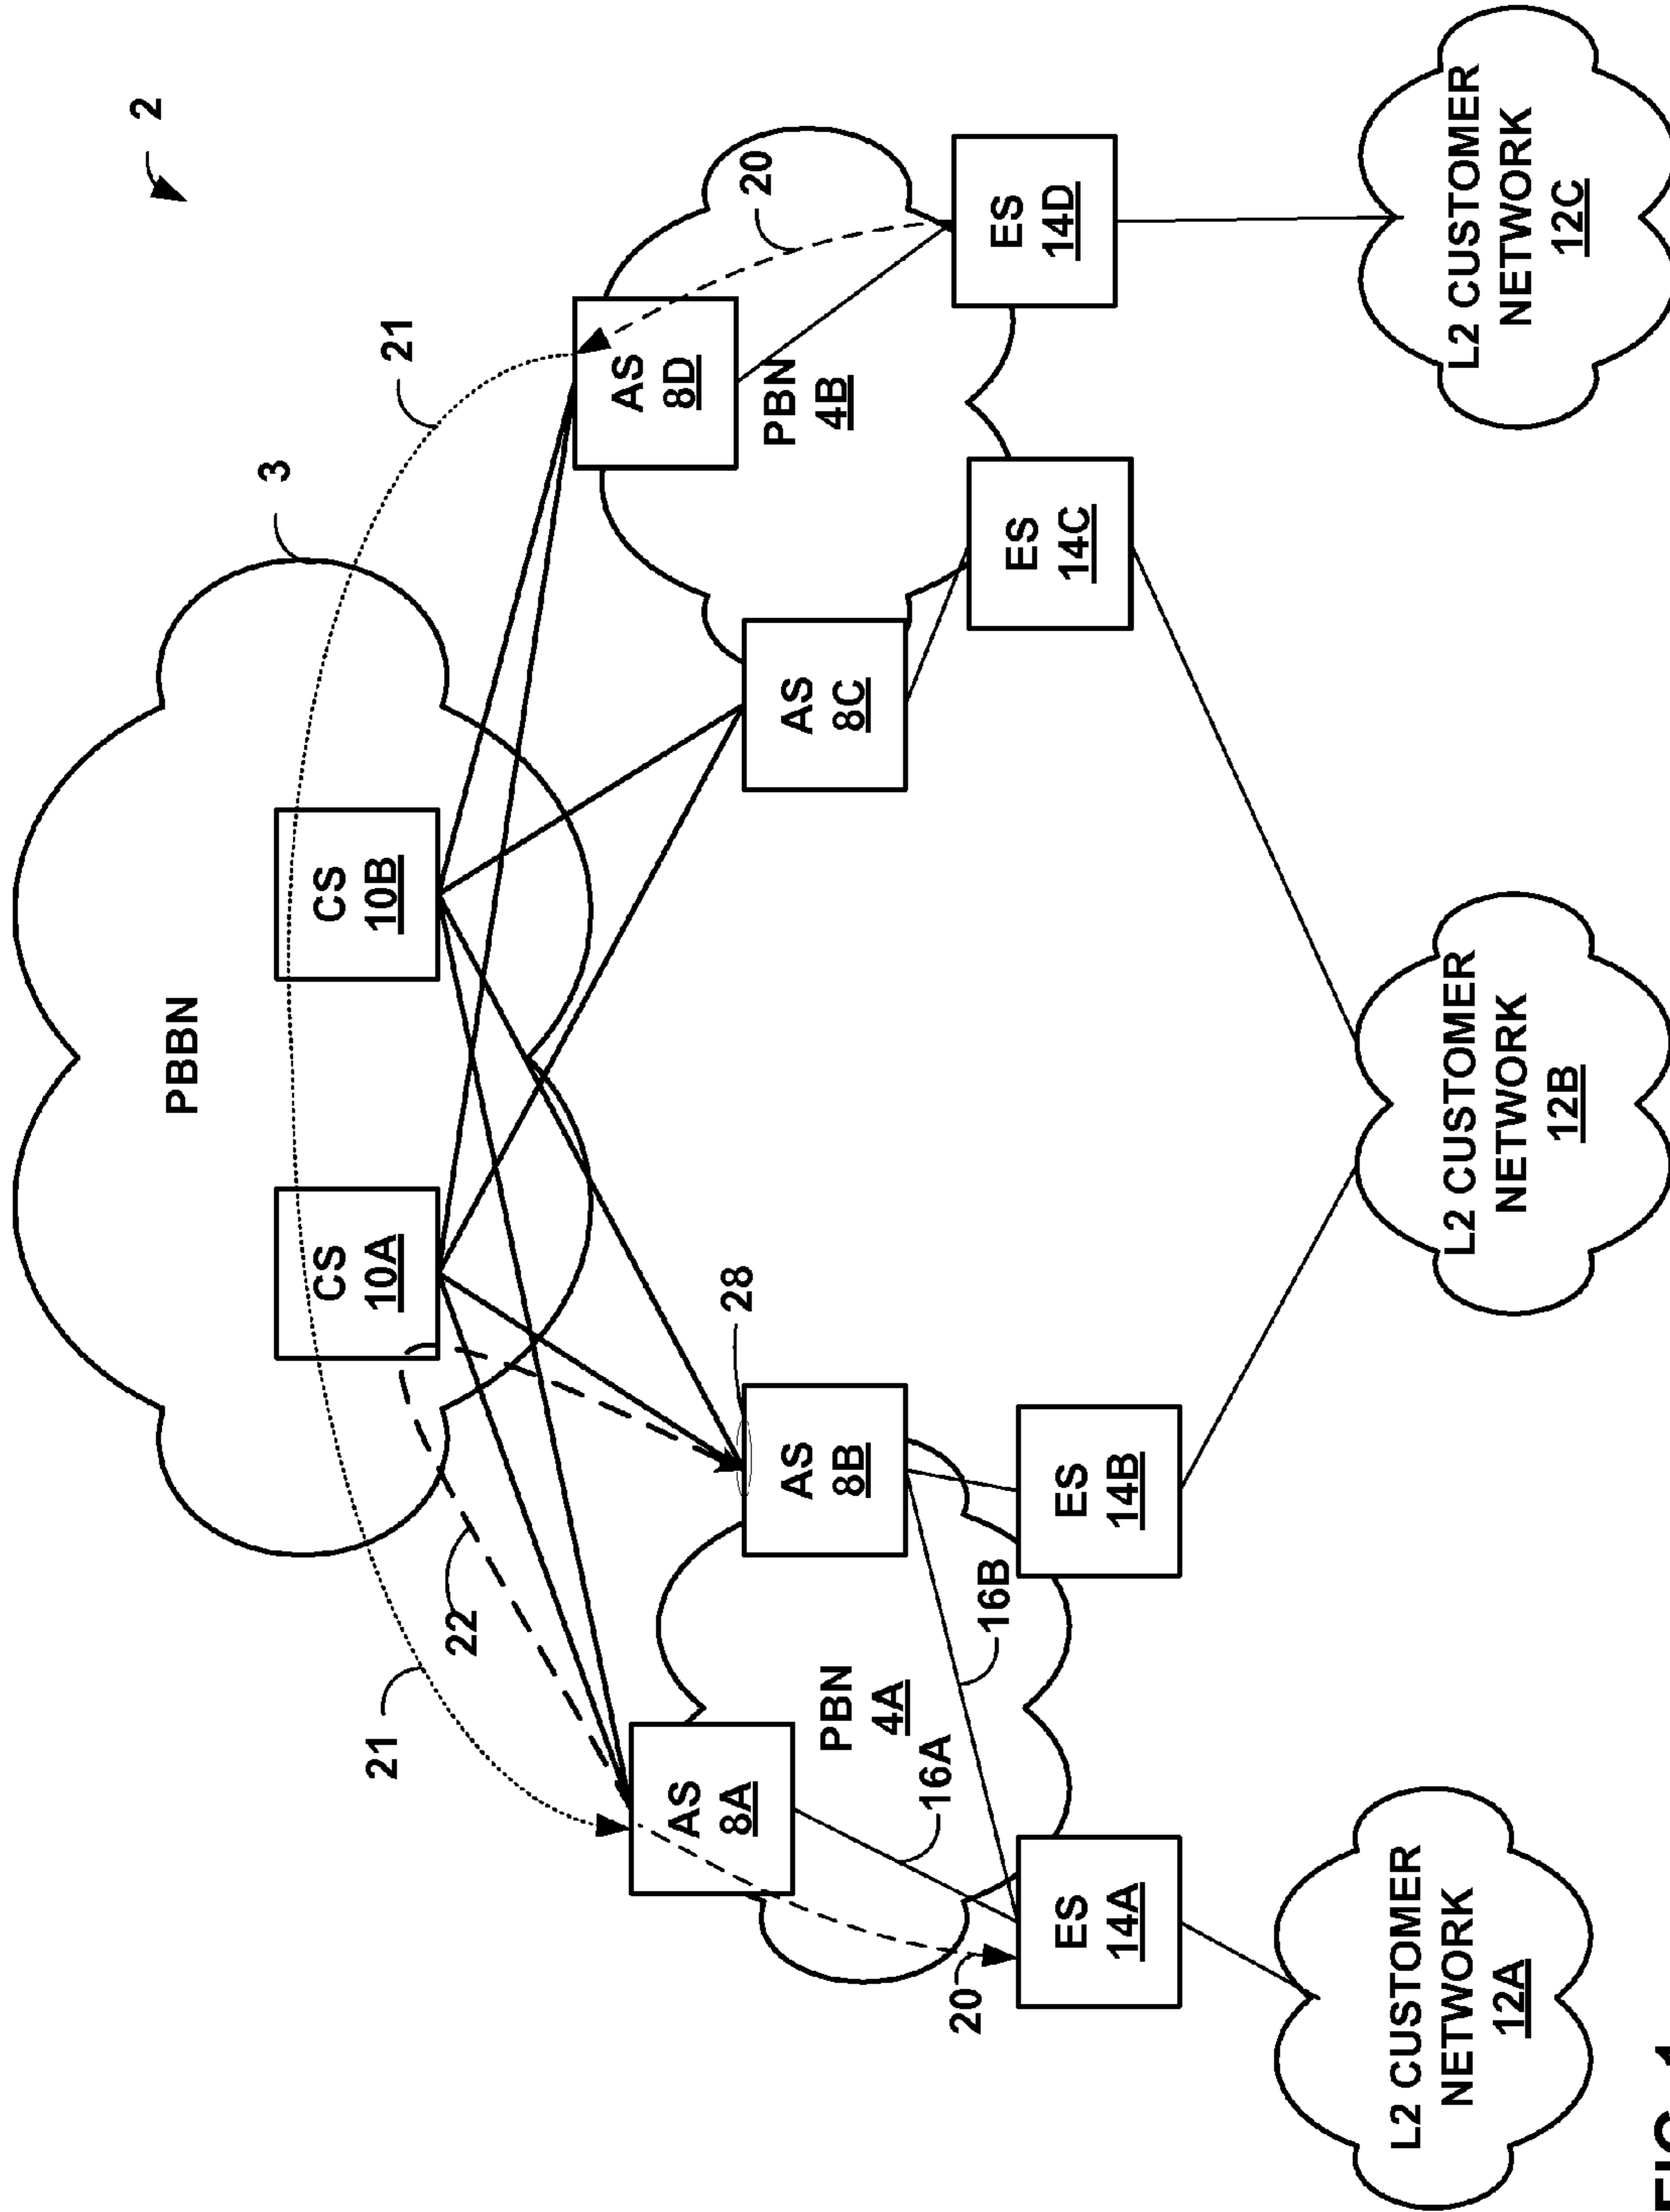 2
3
21
21
PBBN
CS
10A
CS
10B
22
28
20
AS
8A
AS
8B
AS
8C
AS
8D
PBN
4A
PBN
4B
16A
16B
20
ES
14A
ES
14B
ES
14C
ES
14D
L2 CUSTOMER
NETWORK
12A
L2 CUSTOMER
NETWORK
12B
L2 CUSTOMER
NETWORK
12C
FIG. 1